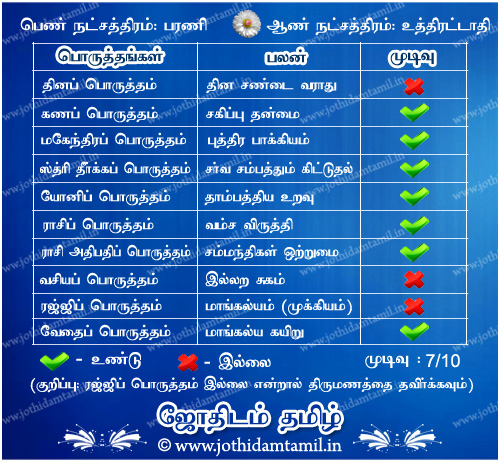 பெண் நட்சத்திரம்: பரணி ஆண் நட்சத்திரம்: உத்திரட்டாதி
பொருத்தங்கள் பலன் முடிவு
தினப் பொருத்தம் தின சண்டை வராது
கணப் பொருத்தம் சகிப்பு தன்மை
மகேந்திரப் பொருத்தம் புத்திர பாக்கியம்
ஸ்த்ரீ தீர்க்கப் பொருத்தம் சர்வ சம்பத்தும் கிட்டுதல்
யோனிப் பொருத்தம் தாம்பத்திய உறவு
ராசிப் பொருத்தம் வம்ச விருத்தி
ராசி அதிபதிப் பொருத்தம் சம்மந்திகள் ஒற்றுமை
வசியப் பொருத்தம் இல்லற சுகம்
ரஜ்ஜிப் பொருத்தம் மாங்கல்யம் (முக்கியம்)
வேதைப் பொருத்தம் மாங்கல்ய கயிறு
- உண்டு - இல்லை முடிவு : 7/10
(குறிப்பு: ரஜ்ஜிப் பொருத்தம் இல்லை என்றால் திருமணத்தை தவிர்க்கவும்)
ஜோதிடம் தமிழ்
© www.jothidamtamil.in